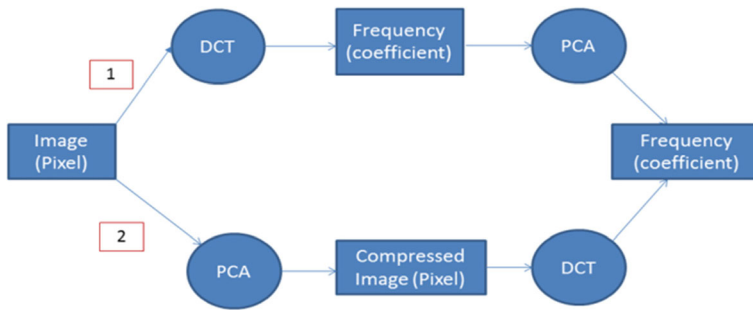 DCT
Frequency
(coefficient)
PCA
1
Image
(Pixel)
Frequency
(coefficient)
2
PCA
Compressed
Image (Pixel)
DCT